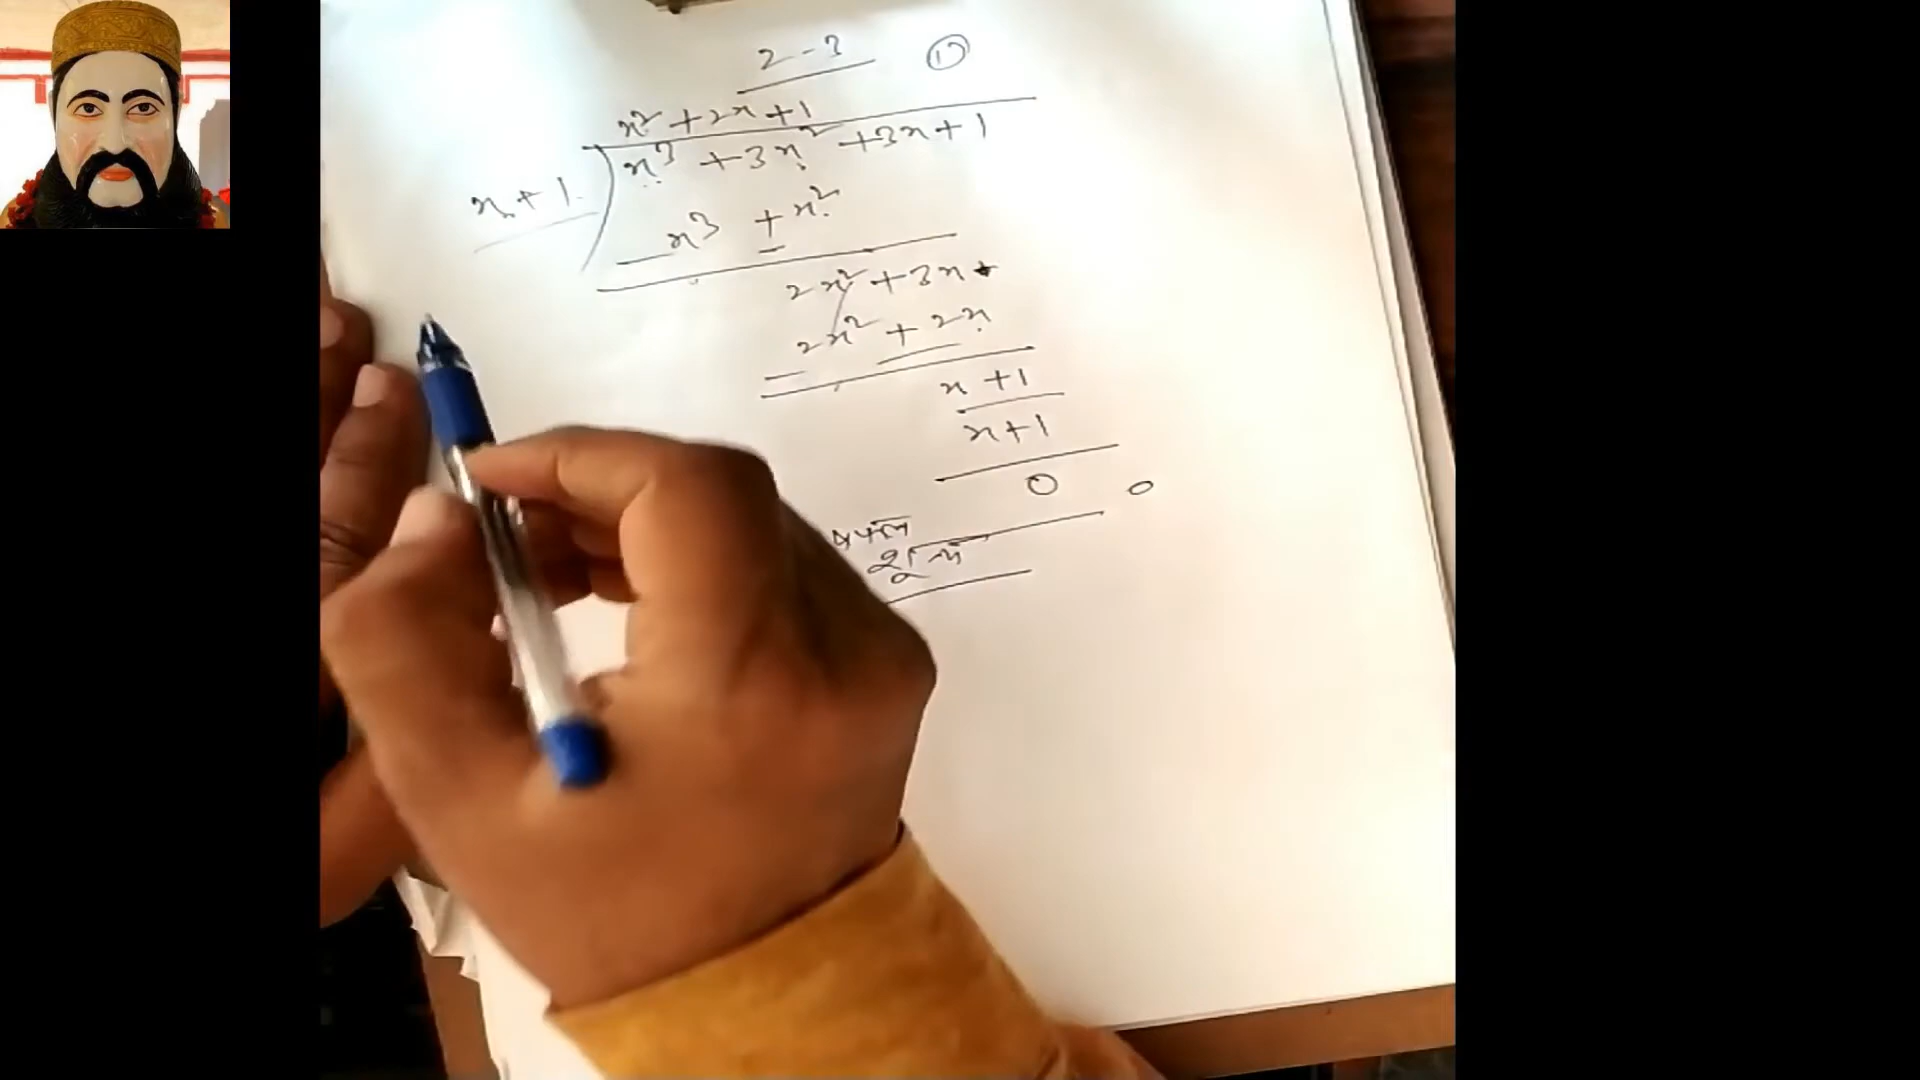 2-3 ①
x² + 2x + 1
x + 1 ) x³ + 3x² + 3x + 1
x³ + x²
2x² + 3x
2x² + 2x
x + 1
x + 1
0 0
शून्य